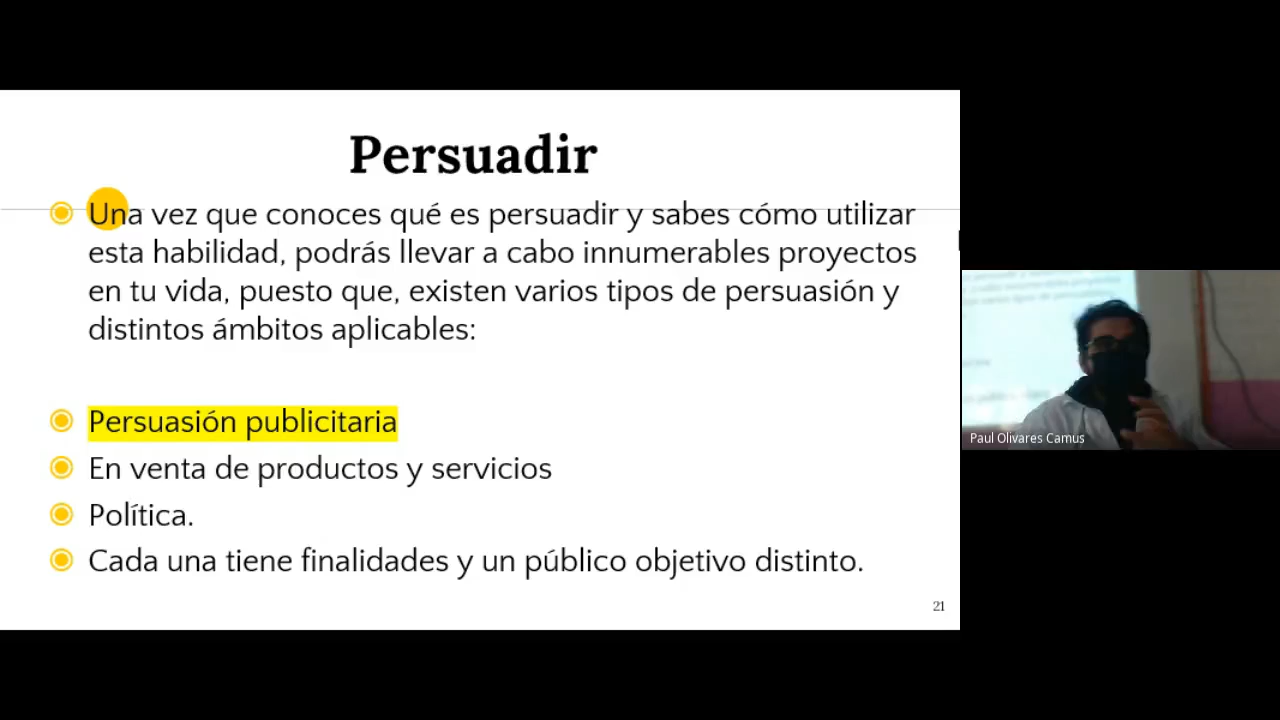 Persuadir
Una vez que conoces qué es persuadir y sabes cómo utilizar
esta habilidad, podrás llevar a cabo innumerables proyectos
en tu vida, puesto que, existen varios tipos de persuasión y
distintos ámbitos aplicables:
Persuasión publicitaria
En venta de productos y servicios
Política.
Cada una tiene finalidades y un público objetivo distinto.
21
Paul Olivares Camus